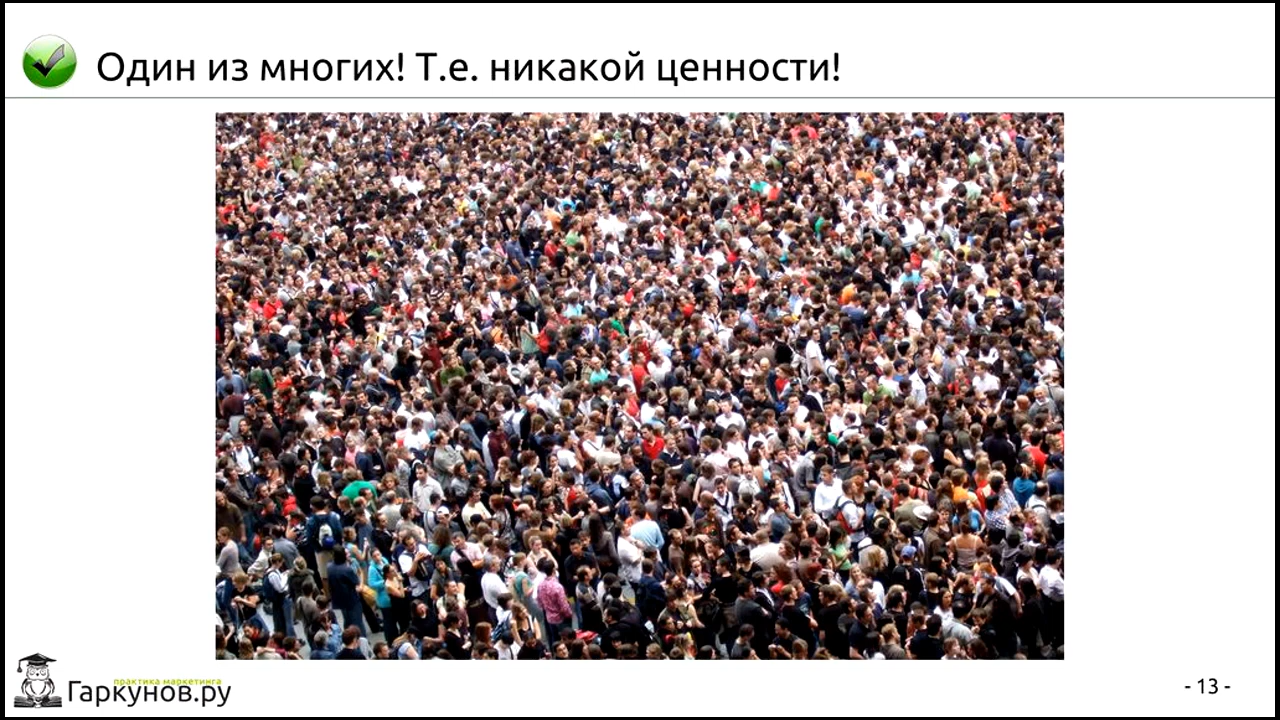 Один из многих! Т.е. никакой ценности!
практика маркетинга
Гаркунов.ру
- 13 -